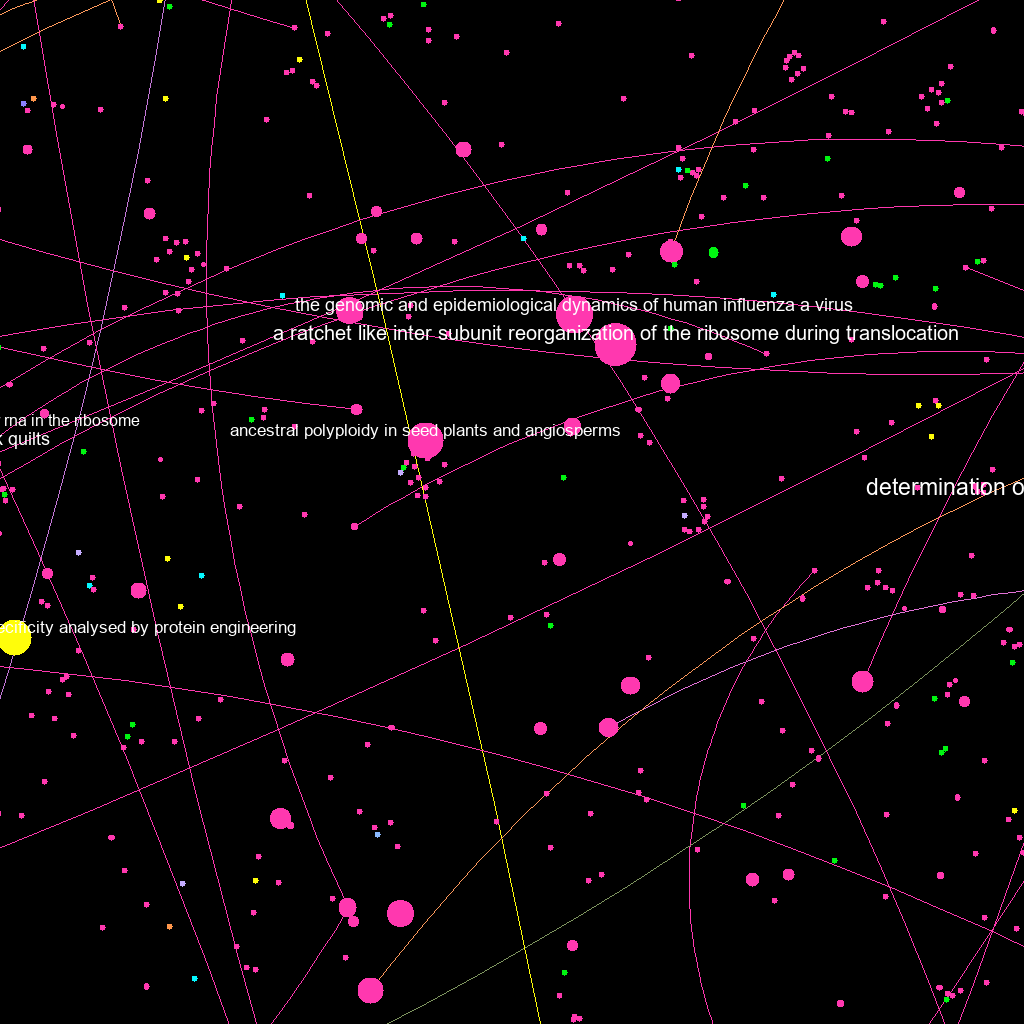 the genomic and epidemiological dynamics of human influenza a virus
a ratchet like inter subunit reorganization of the ribosome during translocation
rna in the ribosome
quilts
ancestral polyploidy in seed plants and angiosperms
determination o
analysed by protein engineering